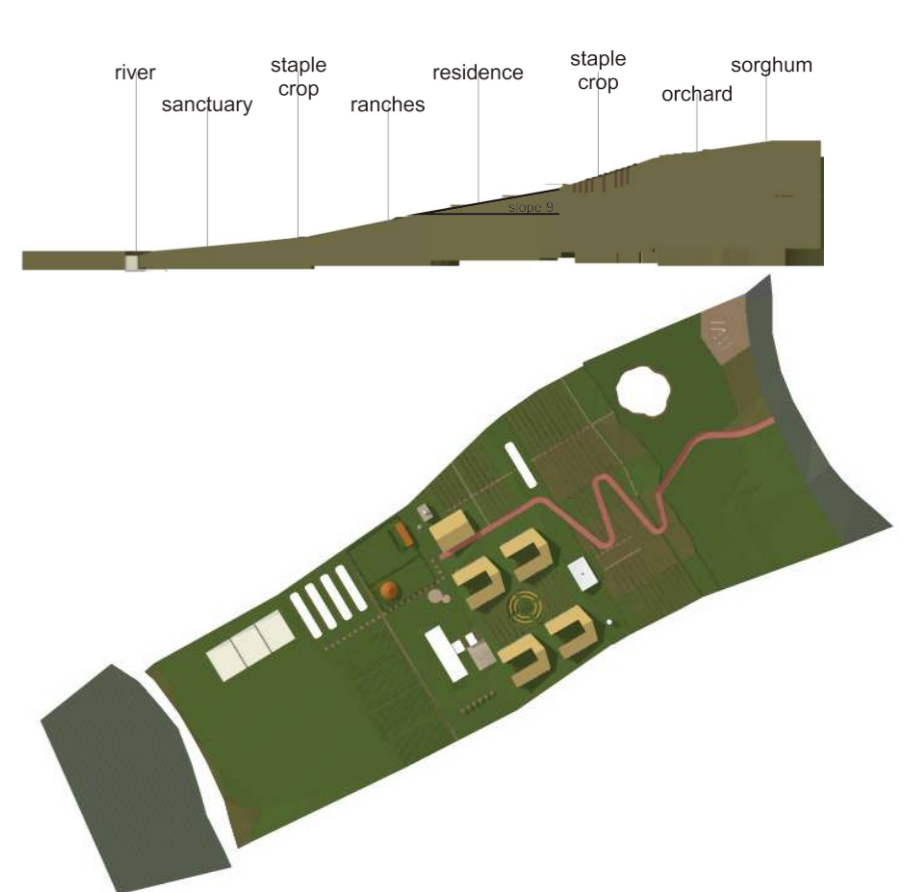 river
sanctuary
staple
crop
ranches
residence
staple
crop
orchard
sorghum
slope 9